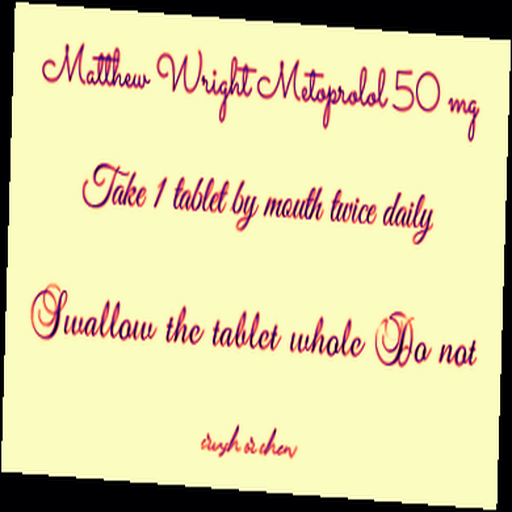 Matthew Wright Metoprolol 50 mg
Take 1 tablet by mouth twice daily
Swallow the tablet whole Do not
crush or chew